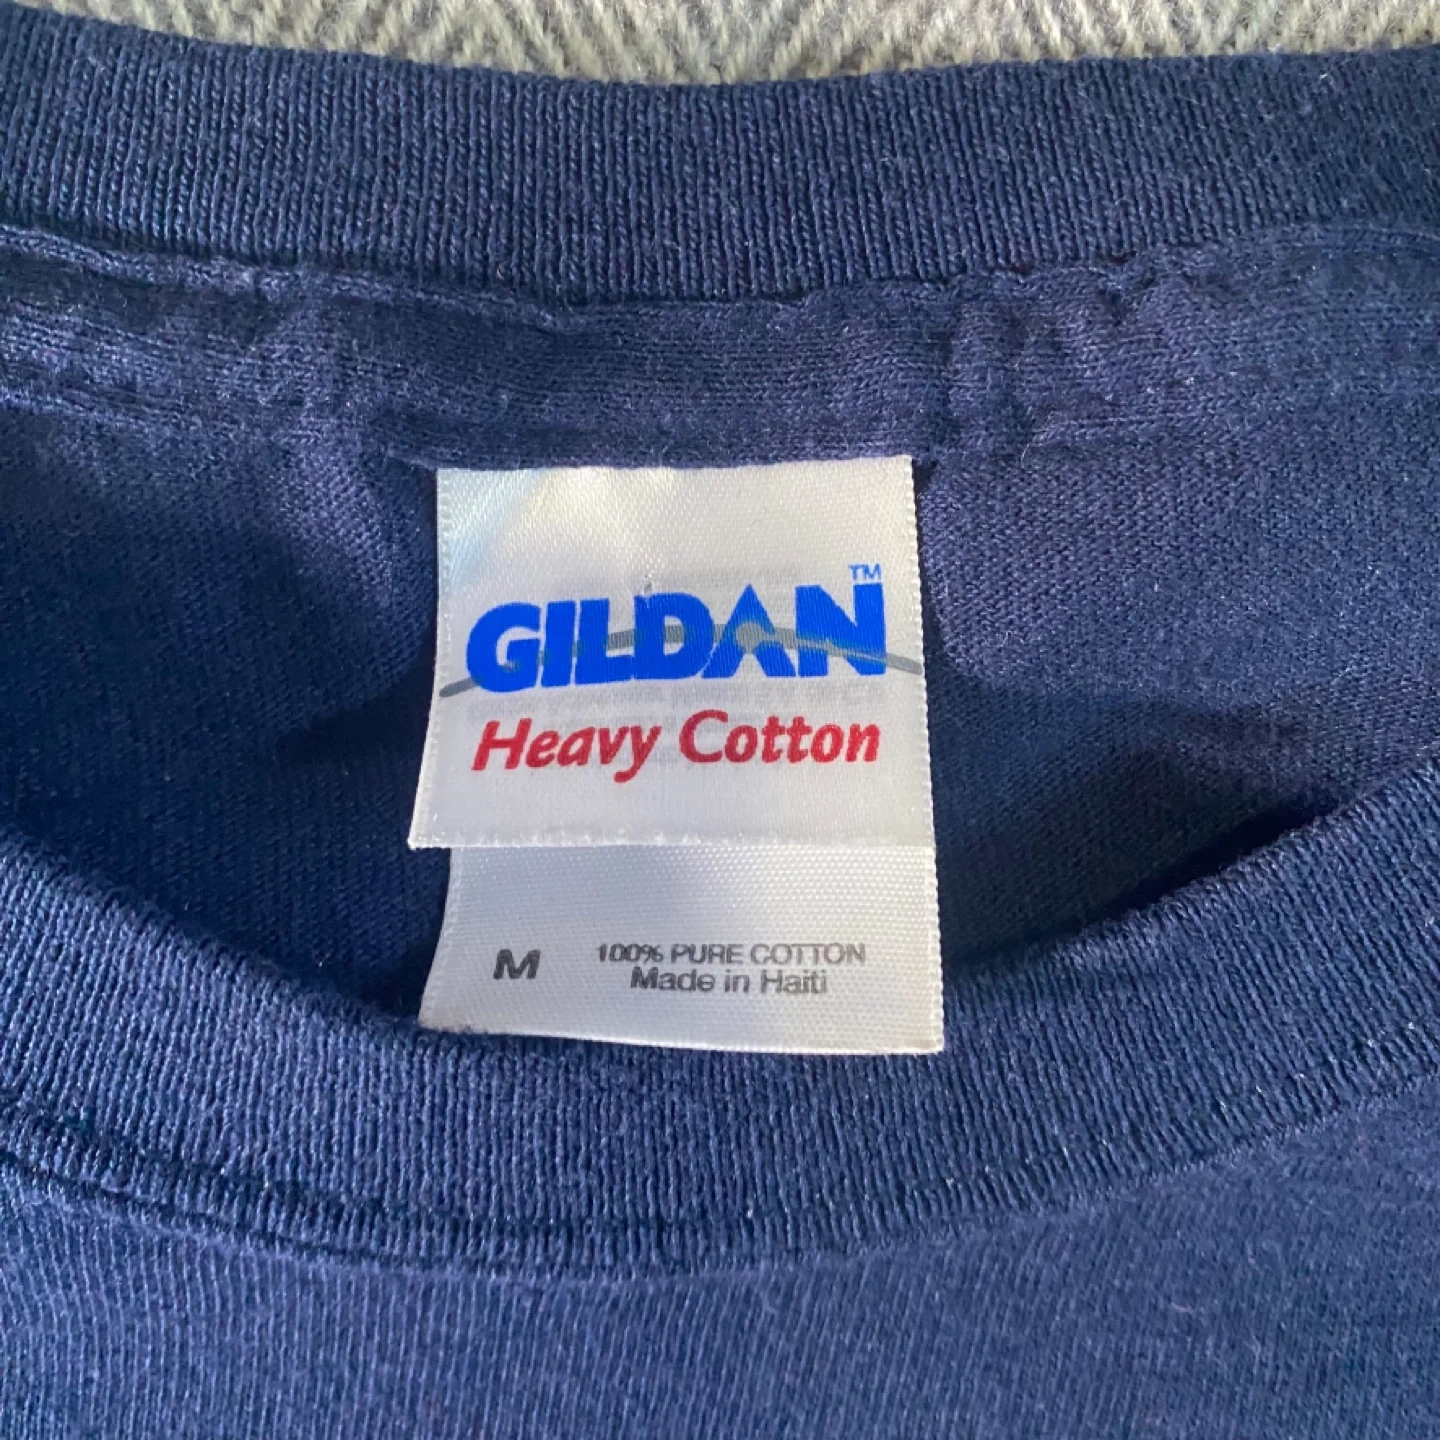 GILDAN™
Heavy Cotton
M 100% PURE COTTON
Made in Haiti